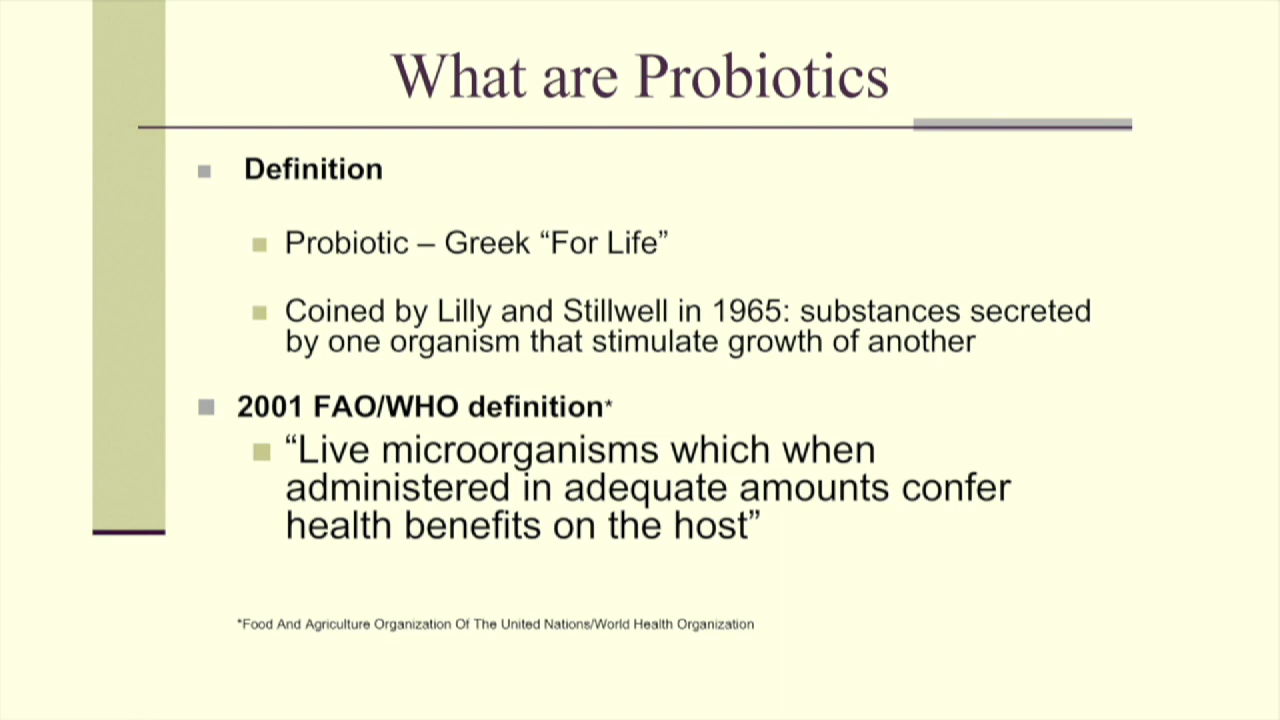 What are Probiotics
Definition
Probiotic – Greek “For Life”
Coined by Lilly and Stillwell in 1965: substances secreted
by one organism that stimulate growth of another
2001 FAO/WHO definition*
“Live microorganisms which when
administered in adequate amounts confer
health benefits on the host”
*Food And Agriculture Organization Of The United Nations/World Health Organization